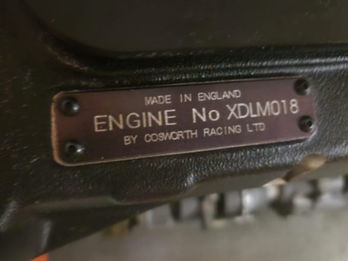 MADE IN ENGLAND
ENGINE No XDLM018
BY COSWORTH RACING LTD